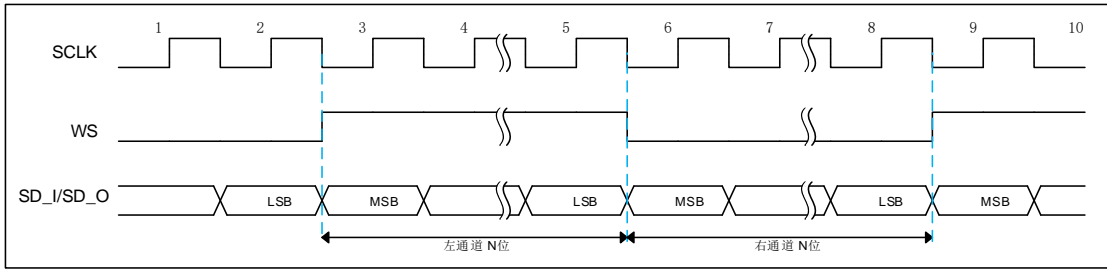 1 2 3 4 5 6 7 8 9 10
SCLK
WS
SD_I/SD_O LSB MSB LSB MSB LSB MSB
左通道 N位 右通道 N位